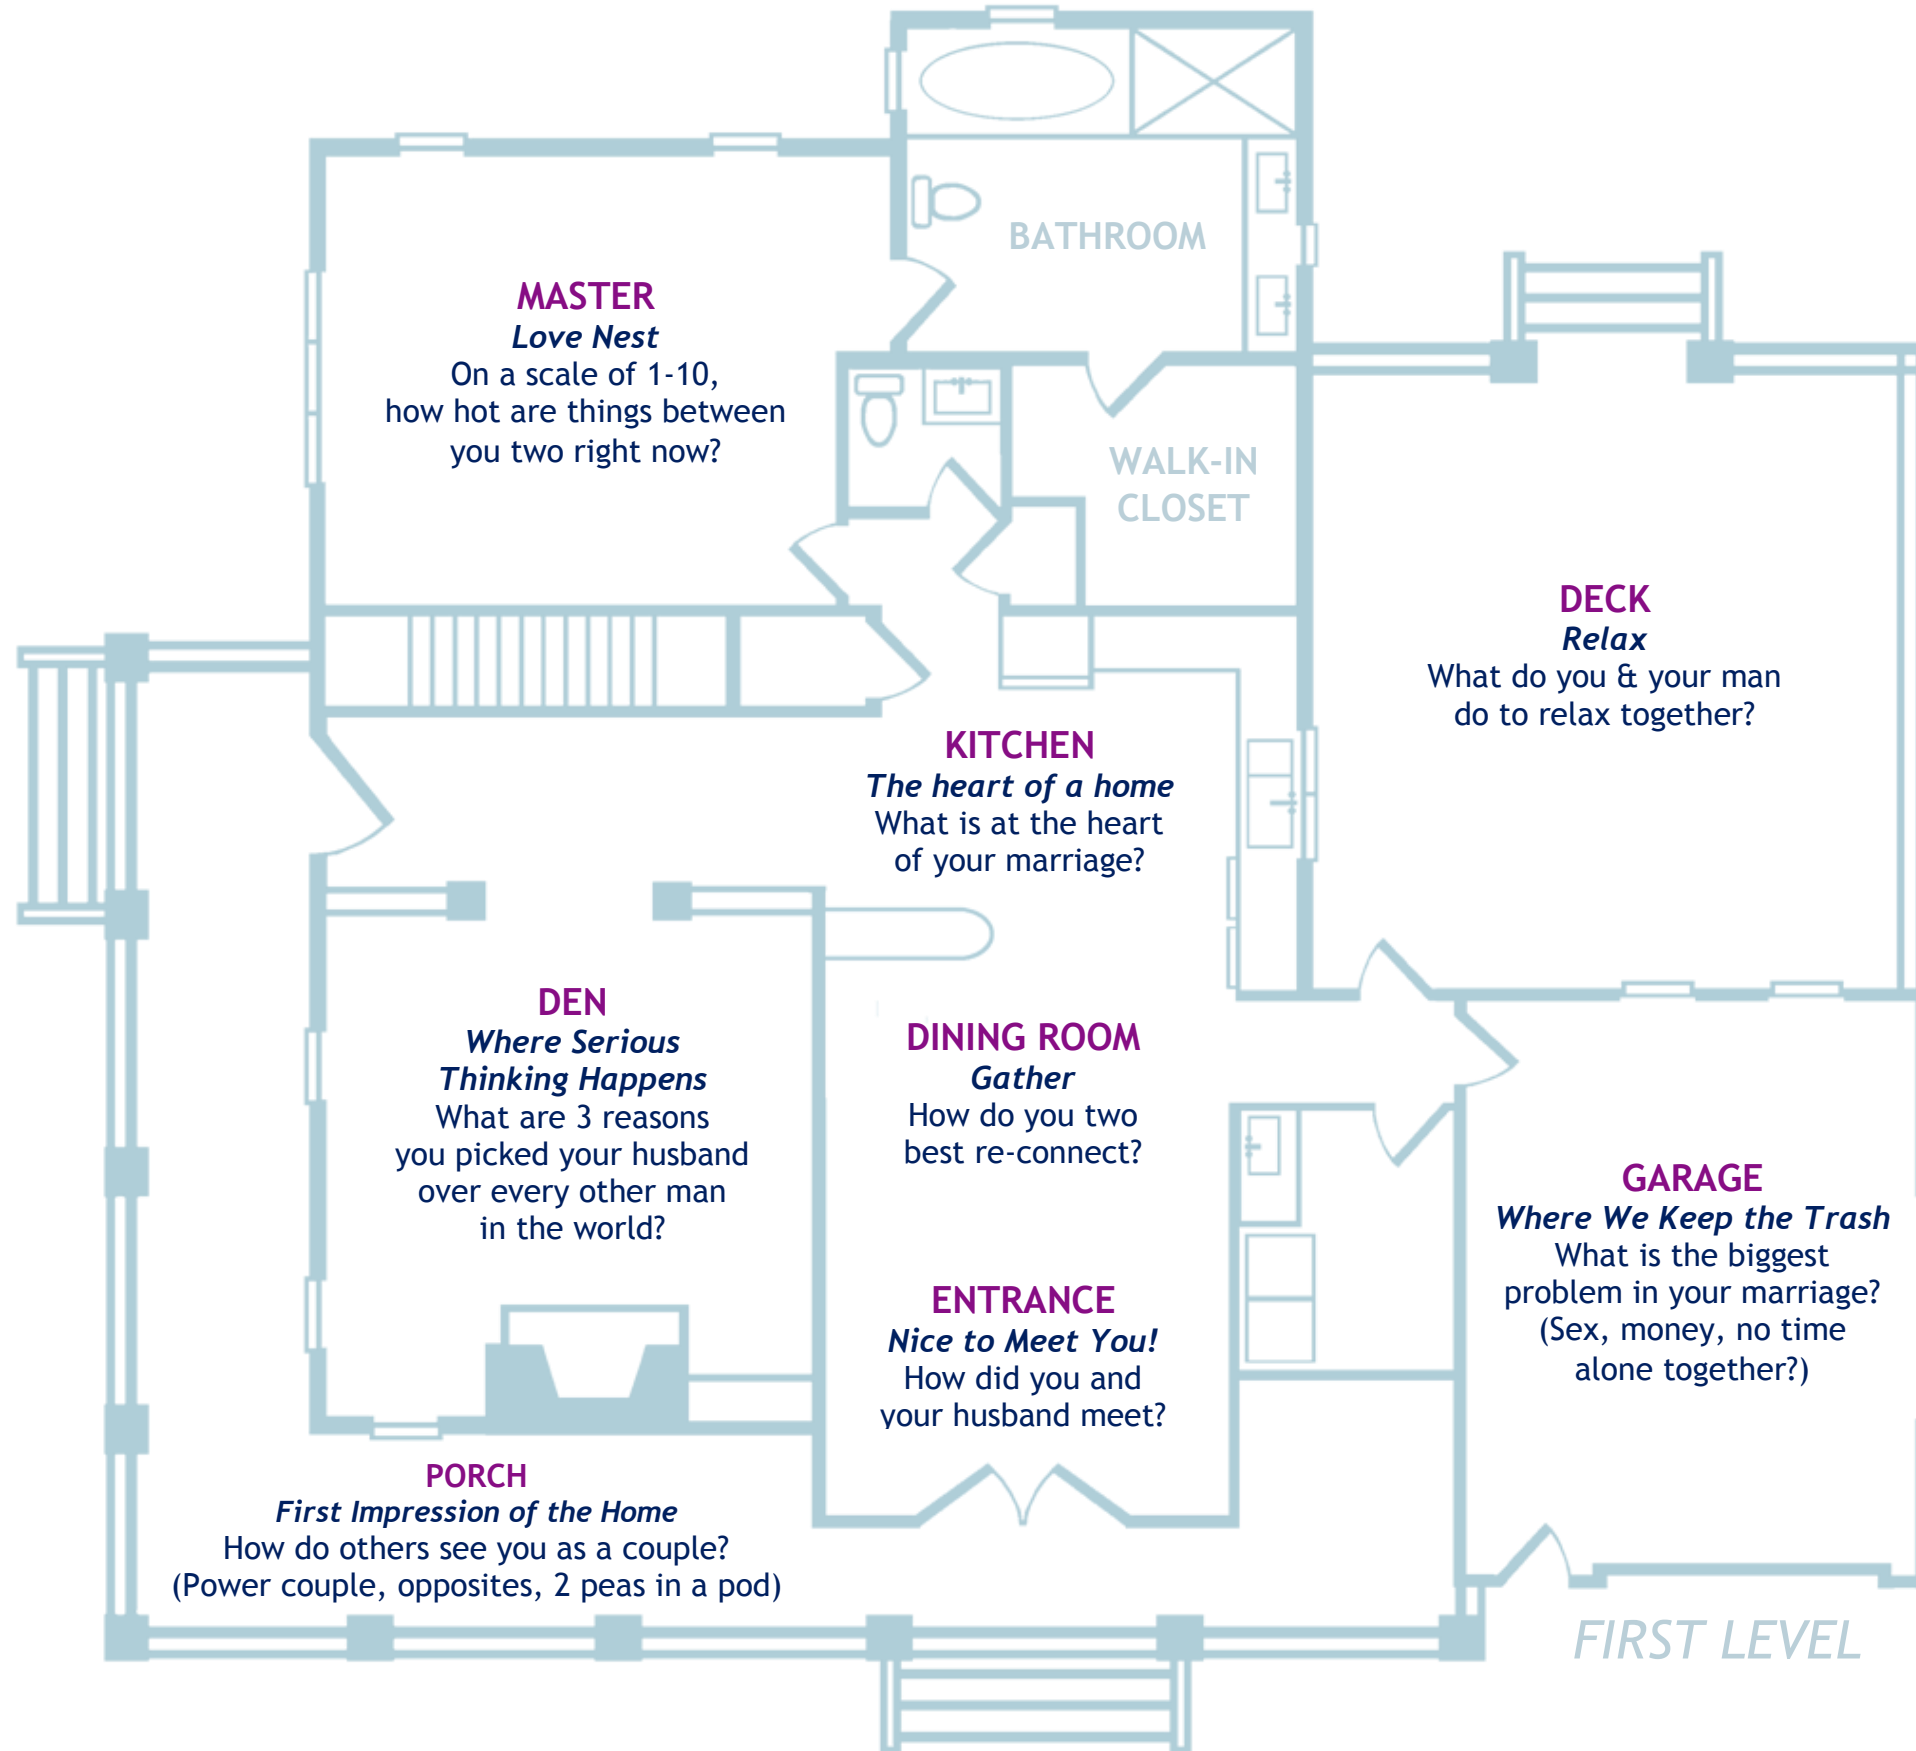 BATHROOM
MASTER
Love Nest
On a scale of 1-10,
how hot are things between
you two right now?
WALK-IN
CLOSET
DECK
Relax
What do you & your man
do to relax together?
KITCHEN
The heart of a home
What is at the heart
of your marriage?
DEN
Where Serious
Thinking Happens
What are 3 reasons
you picked your husband
over every other man
in the world?
DINING ROOM
Gather
How do you two
best re-connect?
GARAGE
Where We Keep the Trash
What is the biggest
problem in your marriage?
(Sex, money, no time
alone together?)
ENTRANCE
Nice to Meet You!
How did you and
your husband meet?
PORCH
First Impression of the Home
How do others see you as a couple?
(Power couple, opposites, 2 peas in a pod)
FIRST LEVEL